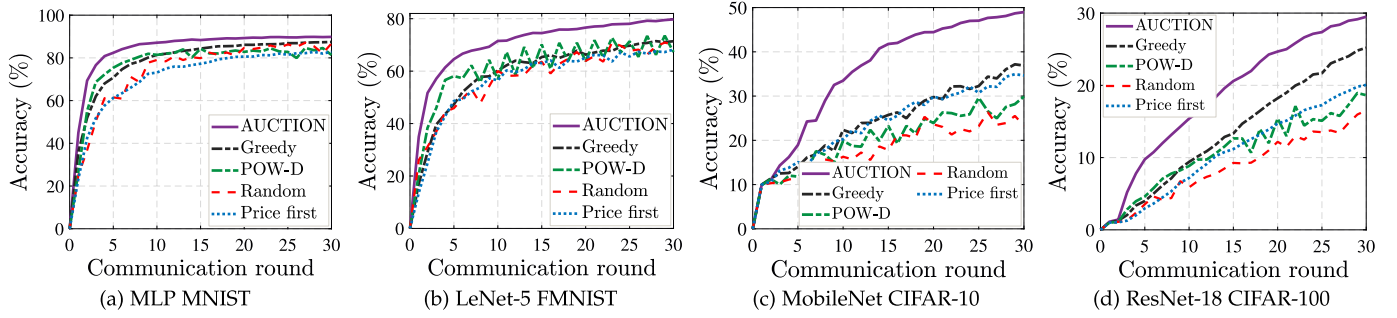 Accuracy (%)
100
80
60
40
20
0
AUCTION
Greedy
POW-D
Random
Price first
0 5 10 15 20 25 30
Communication round
(a) MLP MNIST
Accuracy (%)
80
60
40
20
0
AUCTION
Greedy
POW-D
Random
Price first
0 5 10 15 20 25 30
Communication round
(b) LeNet-5 FMNIST
Accuracy (%)
50
40
30
20
10
0
AUCTION Random
Greedy Price first
POW-D
0 5 10 15 20 25 30
Communication round
(c) MobileNet CIFAR-10
Accuracy (%)
30
20
10
0
AUCTION
Greedy
POW-D
Random
Price first
0 5 10 15 20 25 30
Communication round
(d) ResNet-18 CIFAR-100